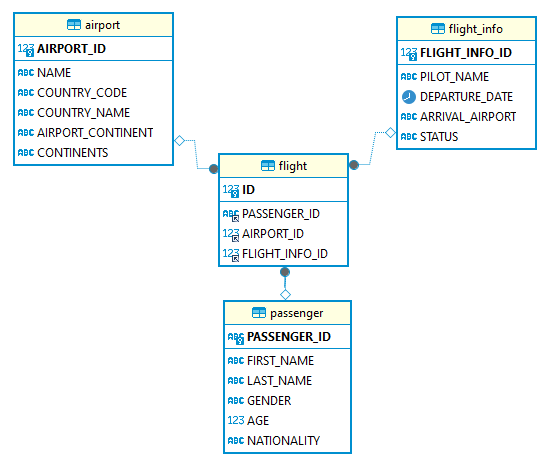 airport
123 AIRPORT_ID
ABC NAME
ABC COUNTRY_CODE
ABC COUNTRY_NAME
ABC AIRPORT_CONTINENT
ABC CONTINENTS
flight_info
123 FLIGHT_INFO_ID
ABC PILOT_NAME
DEPARTURE_DATE
ABC ARRIVAL_AIRPORT
ABC STATUS
flight
123 ID
ABC PASSENGER_ID
123 AIRPORT_ID
123 FLIGHT_INFO_ID
passenger
ABC PASSENGER_ID
ABC FIRST_NAME
ABC LAST_NAME
ABC GENDER
123 AGE
ABC NATIONALITY